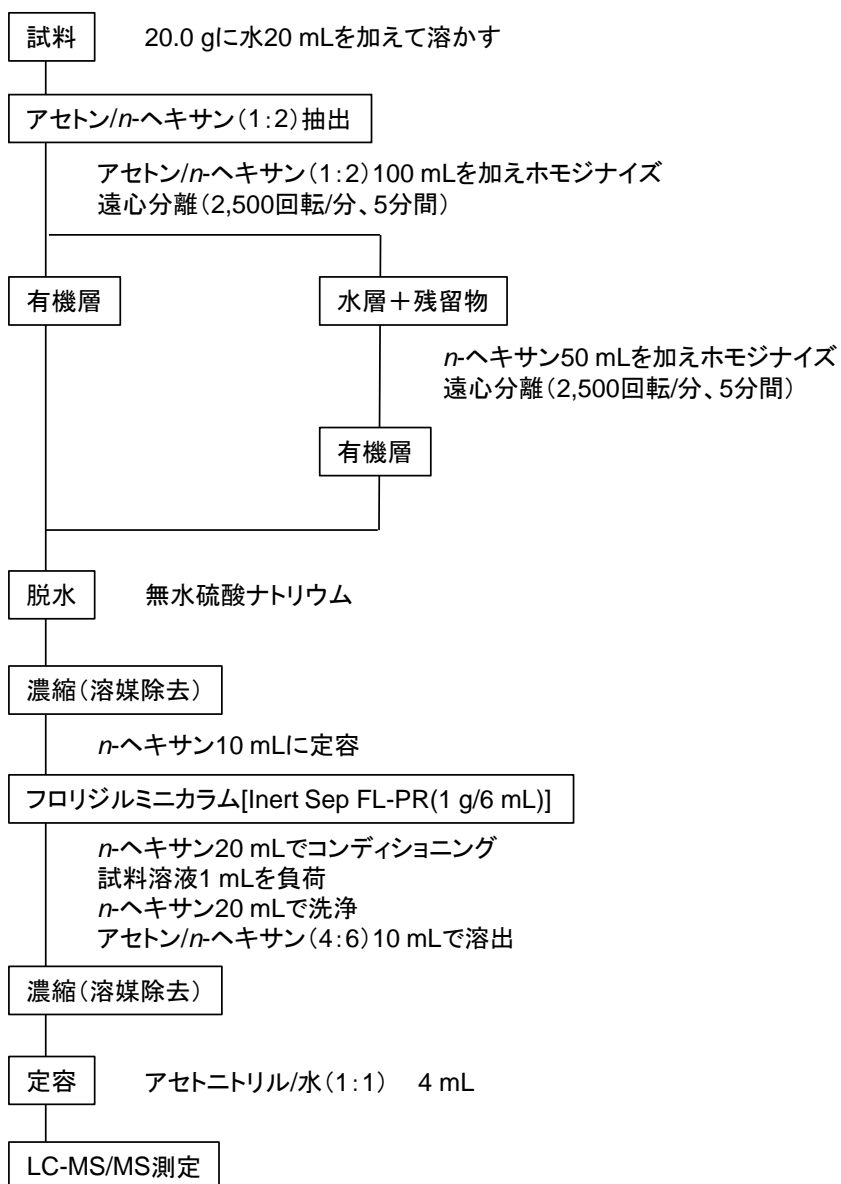 試料 20.0 gに水20 mLを加えて溶かす
アセトン/n-ヘキサン（1：2）抽出
アセトン/n-ヘキサン（1：2）100 mLを加えホモジナイズ
遠心分離（2,500回転/分、5分間）
有機層 水層＋残留物
n-ヘキサン50 mLを加えホモジナイズ
遠心分離（2,500回転/分、5分間）
有機層
脱水 無水硫酸ナトリウム
濃縮（溶媒除去）
n-ヘキサン10 mLに定容
フロリジルミニカラム[Inert Sep FL-PR(1 g/6 mL)]
n-ヘキサン20 mLでコンディショニング
試料溶液1 mLを負荷
n-ヘキサン20 mLで洗浄
アセトン/n-ヘキサン（4：6）10 mLで溶出
濃縮（溶媒除去）
定容 アセトニトリル/水（1：1） 4 mL
LC-MS/MS測定